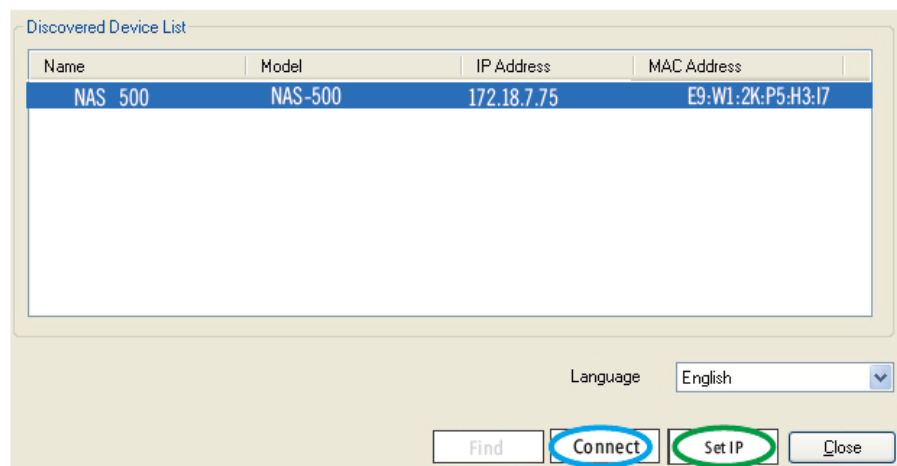 Discovered Device List
Name Model IP Address MAC Address
NAS 500 NAS-500 172.18.7.75 E9:W1:2K:P5:H3:I7
Language English
Find Connect Set IP Close